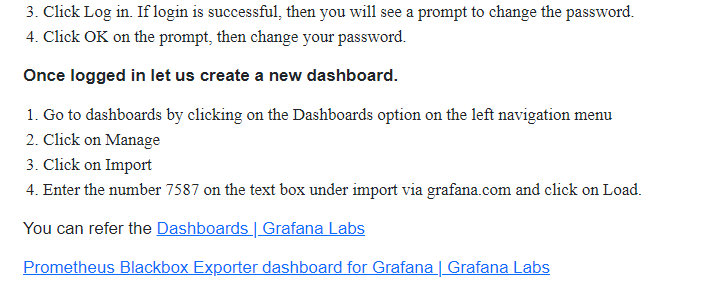 3. Click Log in. If login is successful, then you will see a prompt to change the password.
4. Click OK on the prompt, then change your password.
Once logged in let us create a new dashboard.
1. Go to dashboards by clicking on the Dashboards option on the left navigation menu
2. Click on Manage
3. Click on Import
4. Enter the number 7587 on the text box under import via grafana.com and click on Load.
You can refer the Dashboards | Grafana Labs
Prometheus Blackbox Exporter dashboard for Grafana | Grafana Labs